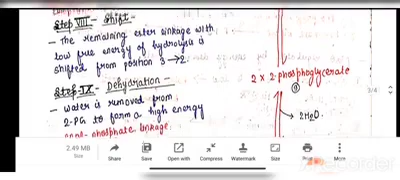 Step VIII - Shift
- The remaining ester linkage with
low free energy of hydrolysis is
shifted from position 3→2.
2 x 2 phosphoglycerate
Step IX - Dehydration
3/4
- Water is removed from
2-PG to form a high energy
→ 2H2O.
enol-phosphate linkage
2.49 MB
Share
Open with
Compress
Watermark
Size
More